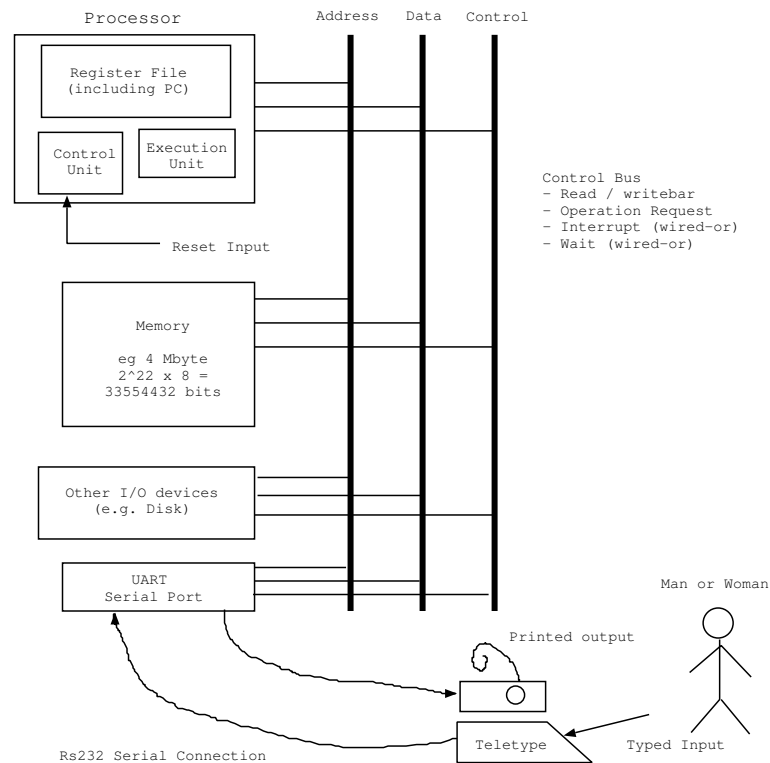 Processor
Address
Data
Control
Register File
(including PC)
Control
Unit
Execution
Unit
Reset Input
Control Bus
- Read / writebar
- Operation Request
- Interrupt (wired-or)
- Wait (wired-or)
Memory
eg 4 Mbyte
2^22 x 8 =
33554432 bits
Other I/O devices
(e.g. Disk)
UART
Serial Port
Man or Woman
Printed output
Teletype
Typed Input
Rs232 Serial Connection